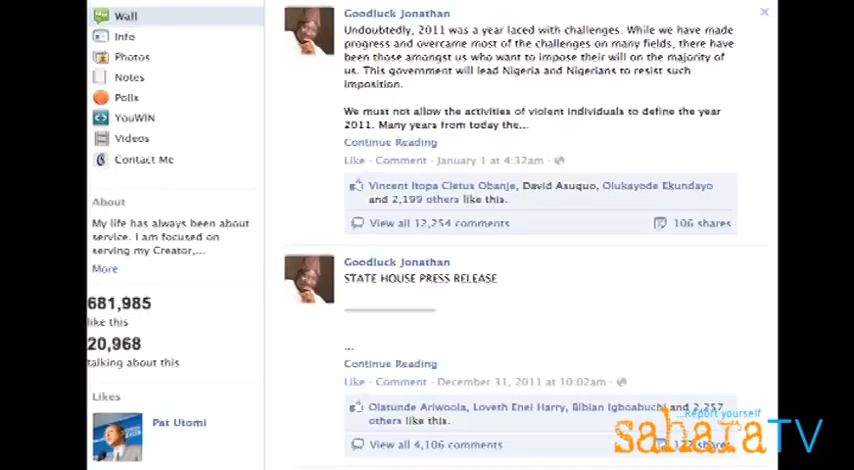 Wall
Info
Photos
Notes
Polls
YouWIN
Videos
Contact Me
About
My life has always been about
service. I am focused on
serving my Creator,...
More
681,985
like this
20,968
talking about this
Likes
Pat Utomi
Goodluck Jonathan
Undoubtedly, 2011 was a year laced with challenges. While we have made
progress and overcame most of the challenges on many fields, there have
been those amongst us who want to impose their will on the majority of
us. This government will lead Nigeria and Nigerians to resist such
imposition.
We must not allow the activities of violent individuals to define the year
2011. Many years from today the...
Continue Reading
Like · Comment · January 1 at 4:32am ·
Vincent Itopa Cletus Obanje, David Asuquo, Olukayode Ekundayo
and 2,199 others like this.
View all 12,254 comments
106 shares
Goodluck Jonathan
STATE HOUSE PRESS RELEASE
...
Continue Reading
Like · Comment · December 31, 2011 at 10:02am ·
Olatunde Ariwoola, Loveth Enei Harry, Bibian Igboabuchi and 2,257
others like this.
View all 4,106 comments
shares
...Report yourself
saharaTV